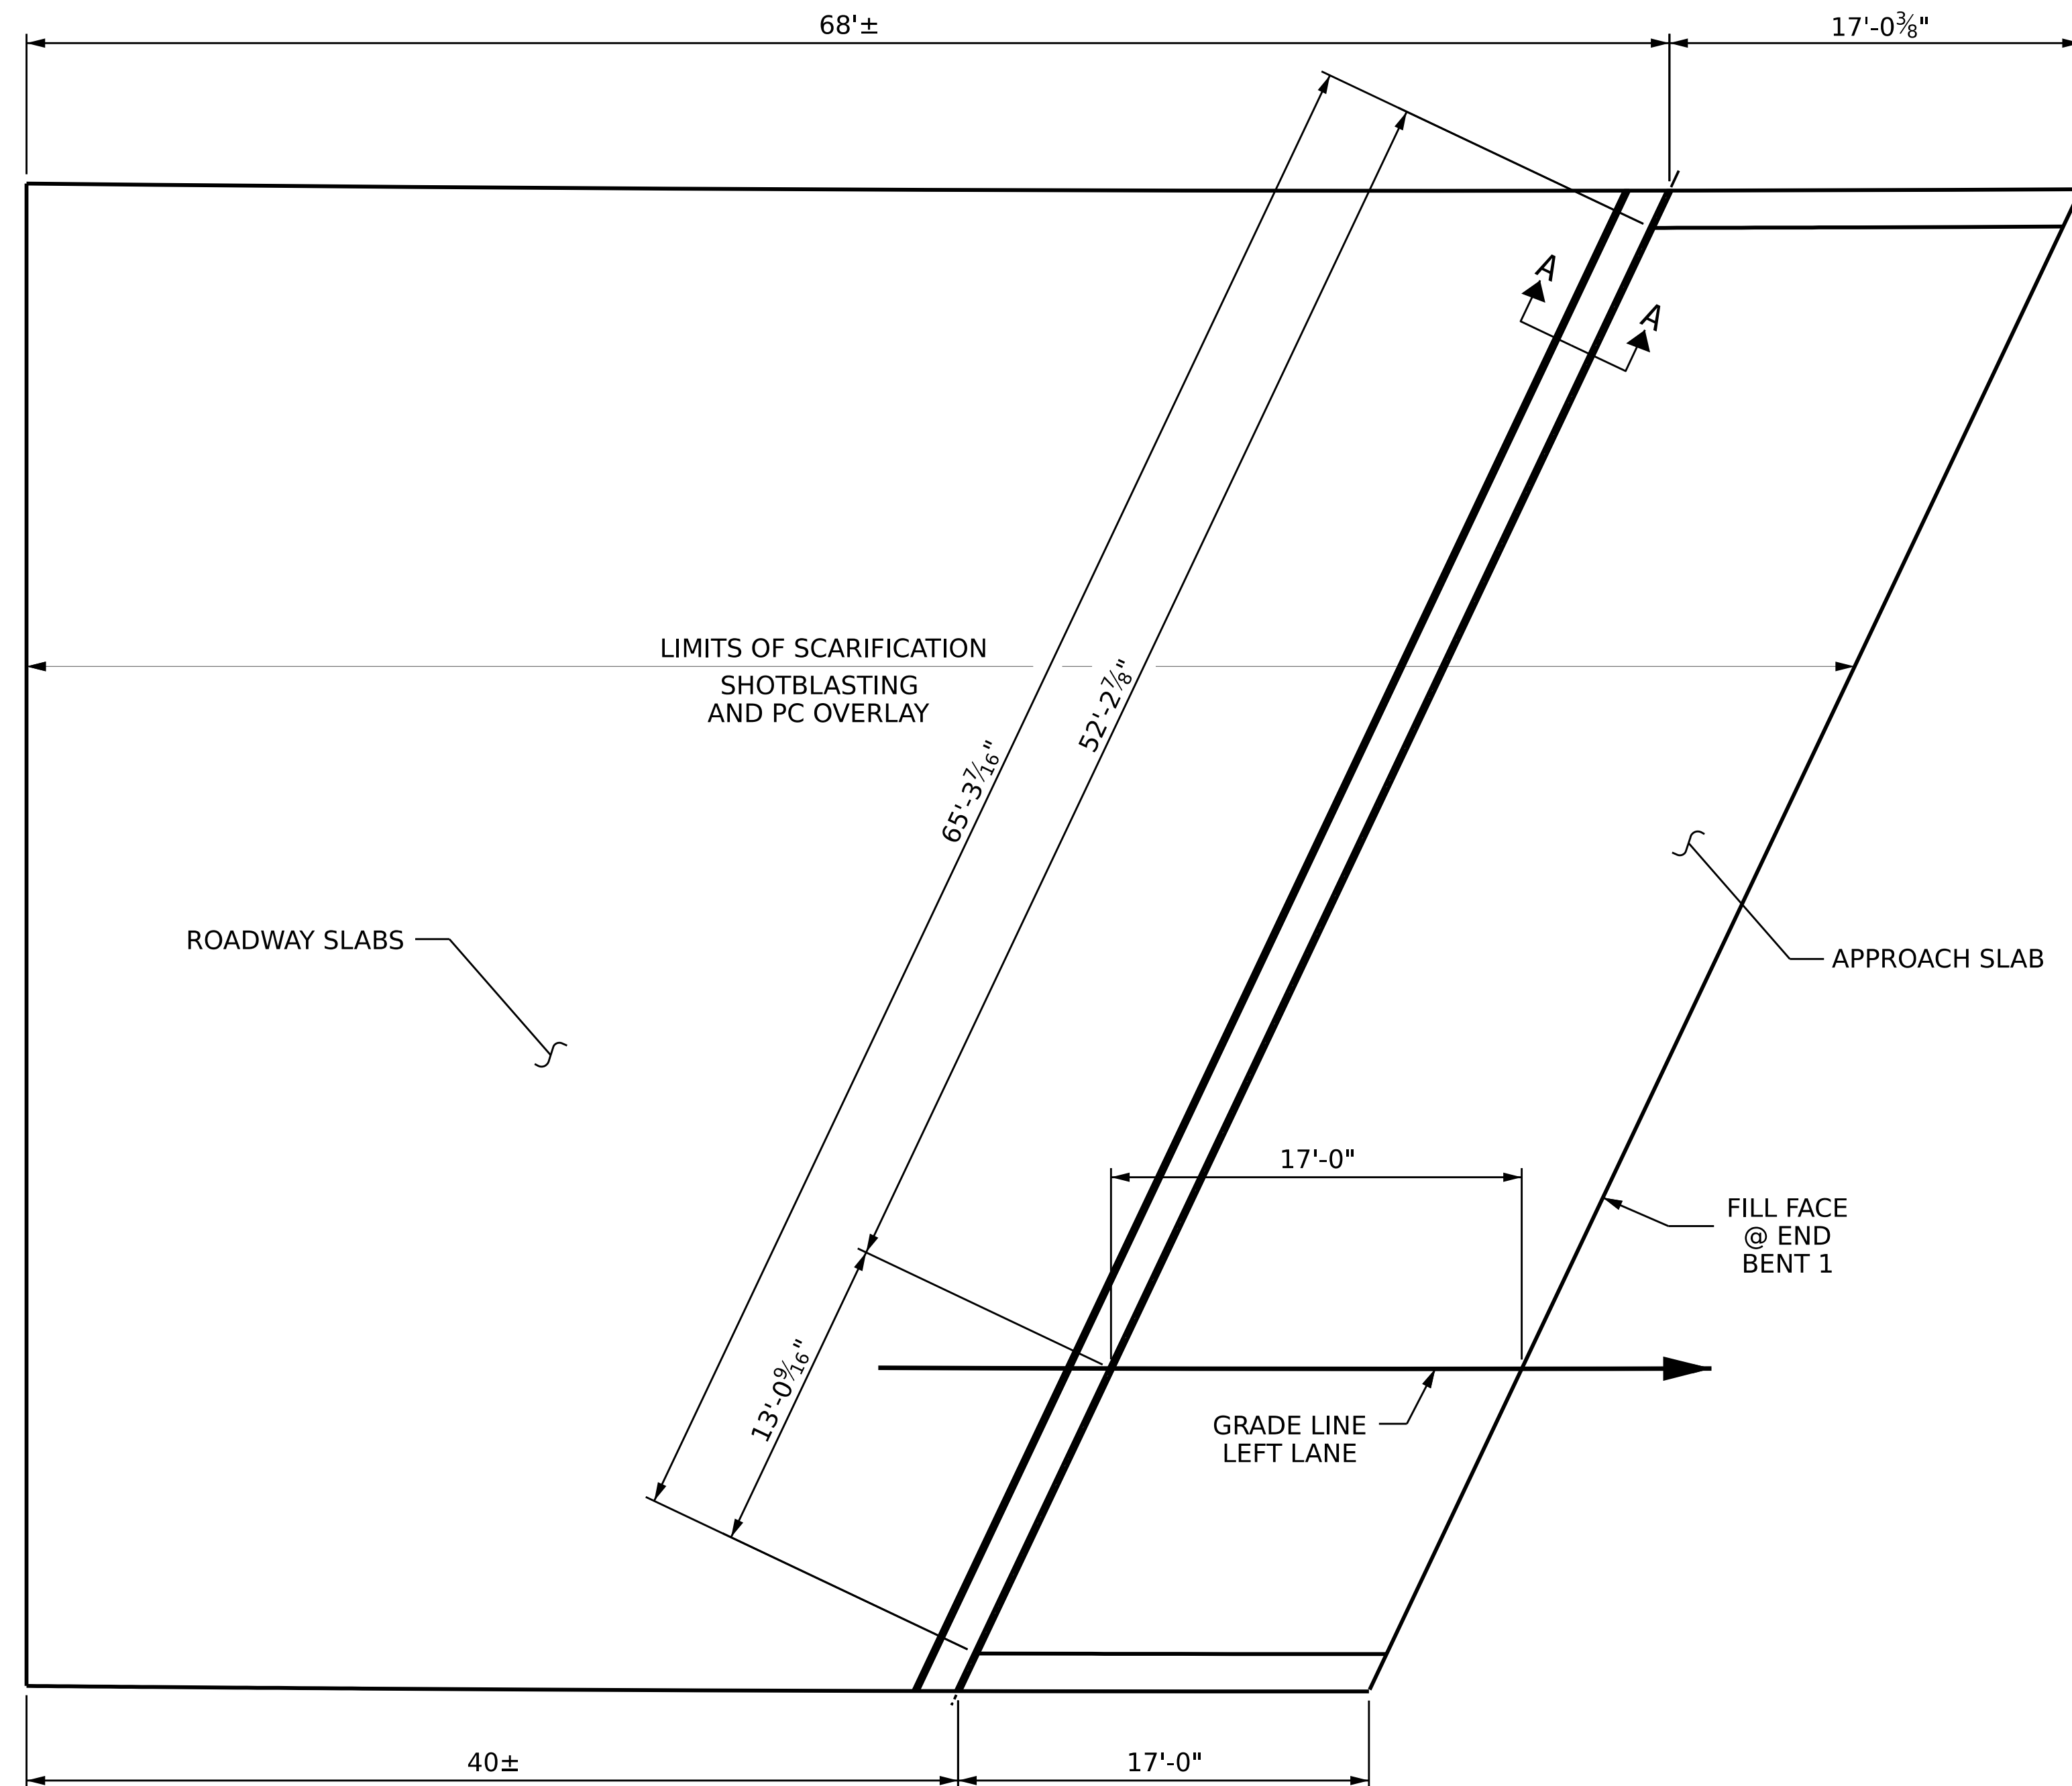 68'±
17'-0⅜"
A
A
LIMITS OF SCARIFICATION
SHOTBLASTING
AND PC OVERLAY
52'-2⅞"
65'-3⁷⁄₁₆"
ROADWAY SLABS
APPROACH SLAB
17'-0"
FILL FACE
@ END
BENT 1
13'-0⁹⁄₁₆"
GRADE LINE
LEFT LANE
40±
17'-0"